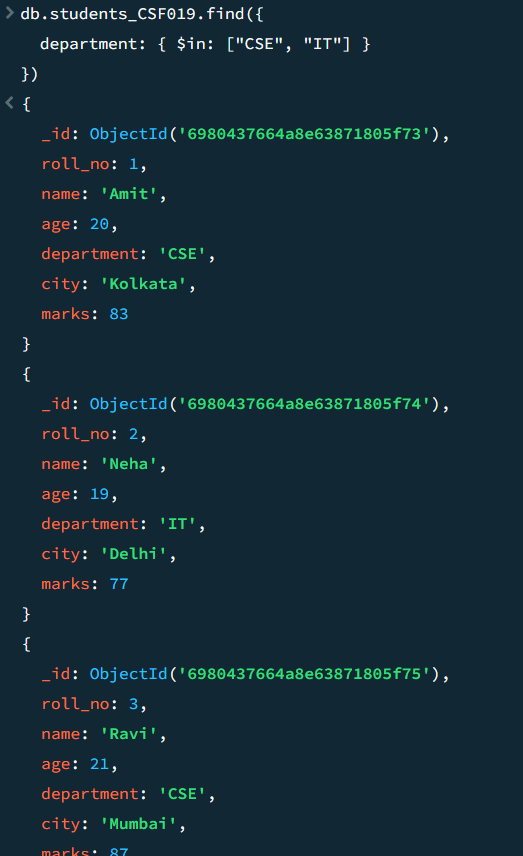 db.students_CSF019.find({
department: { $in: ["CSE", "IT"] }
})
{
_id: ObjectId('6980437664a8e63871805f73'),
roll_no: 1,
name: 'Amit',
age: 20,
department: 'CSE',
city: 'Kolkata',
marks: 83
}
{
_id: ObjectId('6980437664a8e63871805f74'),
roll_no: 2,
name: 'Neha',
age: 19,
department: 'IT',
city: 'Delhi',
marks: 77
}
{
_id: ObjectId('6980437664a8e63871805f75'),
roll_no: 3,
name: 'Ravi',
age: 21,
department: 'CSE',
city: 'Mumbai',
marks: 87